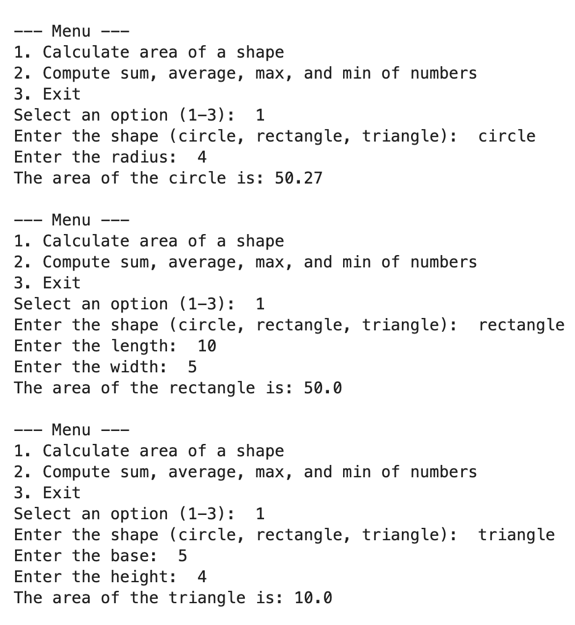 --- Menu ---
1. Calculate area of a shape
2. Compute sum, average, max, and min of numbers
3. Exit
Select an option (1-3):  1
Enter the shape (circle, rectangle, triangle):  circle
Enter the radius:  4
The area of the circle is: 50.27

--- Menu ---
1. Calculate area of a shape
2. Compute sum, average, max, and min of numbers
3. Exit
Select an option (1-3):  1
Enter the shape (circle, rectangle, triangle):  rectangle
Enter the length:  10
Enter the width:  5
The area of the rectangle is: 50.0

--- Menu ---
1. Calculate area of a shape
2. Compute sum, average, max, and min of numbers
3. Exit
Select an option (1-3):  1
Enter the shape (circle, rectangle, triangle):  triangle
Enter the base:  5
Enter the height:  4
The area of the triangle is: 10.0